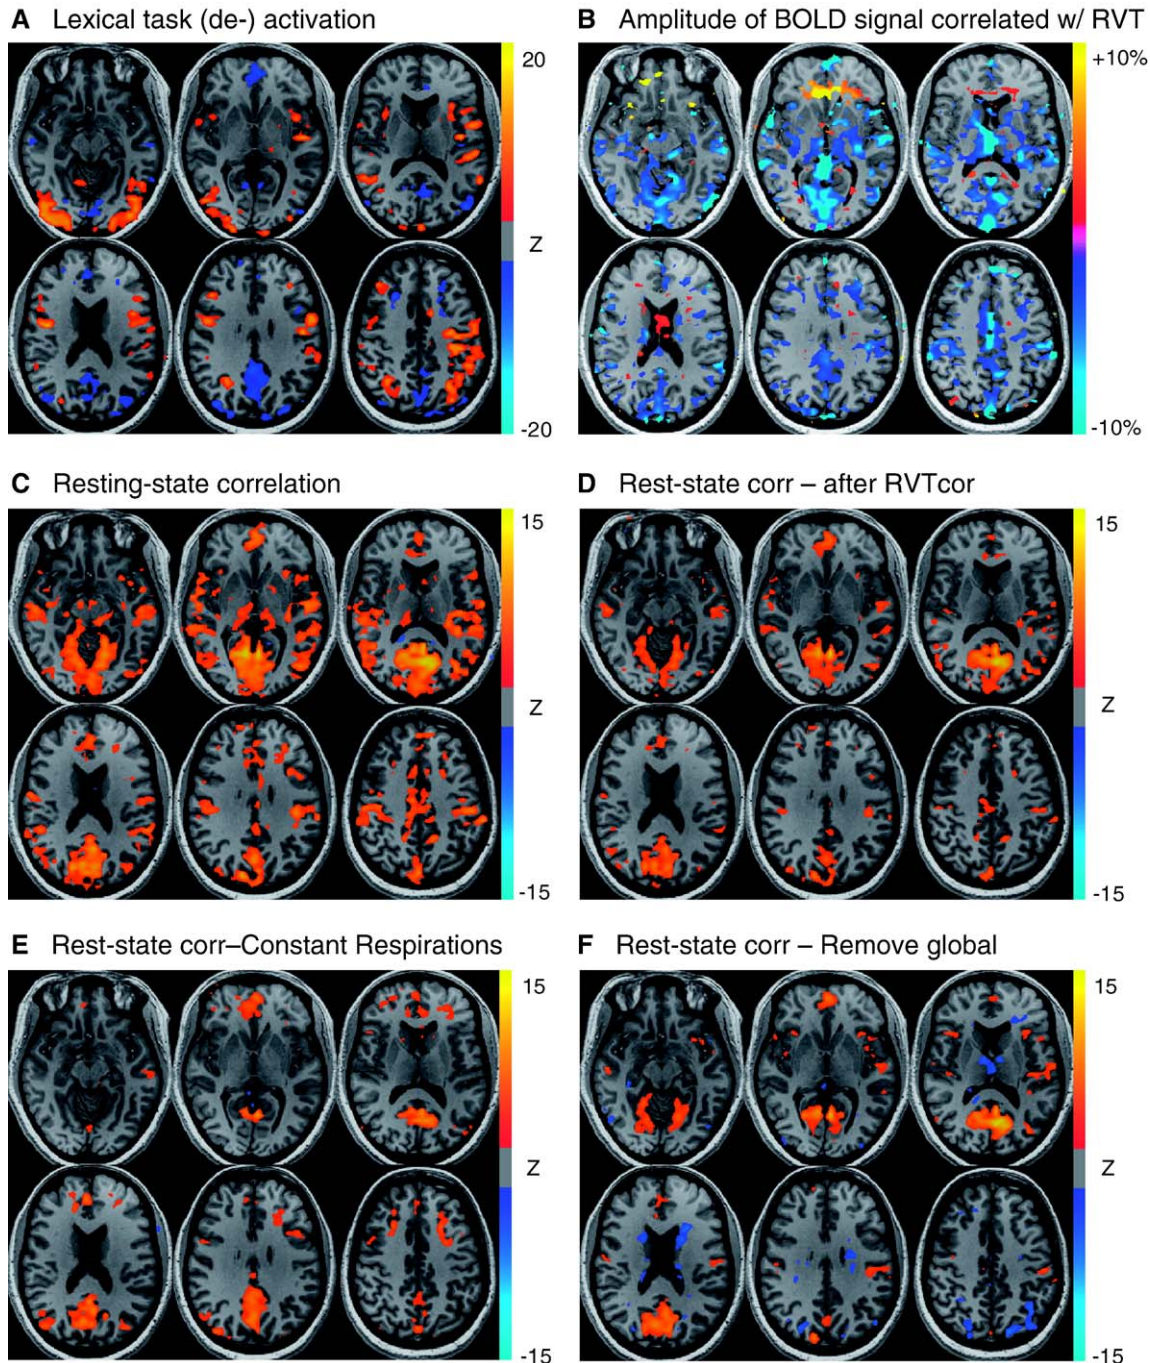 A Lexical task (de-) activation
20
Z
-20
B Amplitude of BOLD signal correlated w/ RVT
+10%
-10%
C Resting-state correlation
15
Z
-15
D Rest-state corr – after RVTcor
15
Z
-15
E Rest-state corr–Constant Respirations
15
Z
-15
F Rest-state corr – Remove global
15
Z
-15